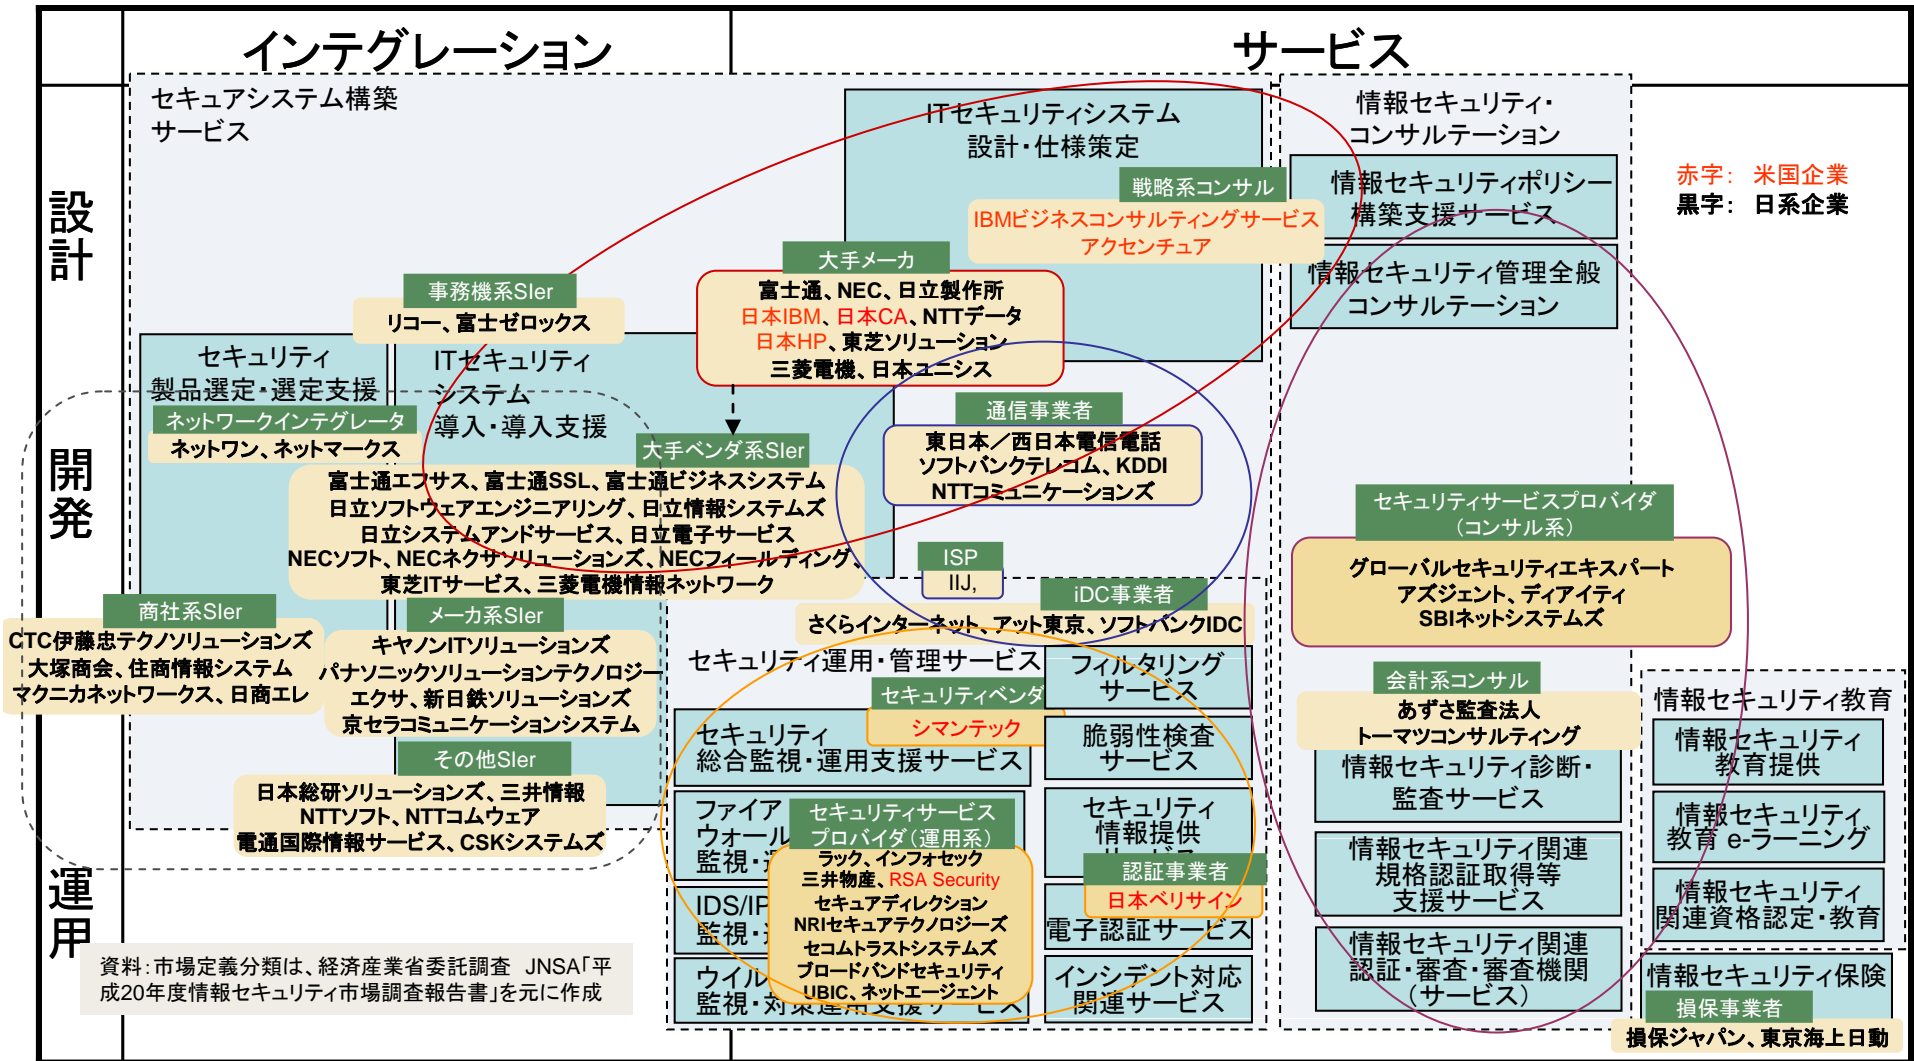 インテグレーション
サービス
設計
開発
運用
セキュアシステム構築
サービス
ITセキュリティシステム
設計・仕様策定
戦略系コンサル
IBMビジネスコンサルティングサービス
アクセンチュア
情報セキュリティ・
コンサルテーション
情報セキュリティポリシー
構築支援サービス
情報セキュリティ管理全般
コンサルテーション
赤字： 米国企業
黒字： 日系企業
大手メーカ
富士通、NEC、日立製作所
日本IBM、日本CA、NTTデータ
日本HP、東芝ソリューション
三菱電機、日本ユニシス
事務機系SIer
リコー、富士ゼロックス
セキュリティ
製品選定・選定支援
ITセキュリティ
システム
導入・導入支援
ネットワークインテグレータ
ネットワン、ネットマークス
大手ベンダ系SIer
富士通エフサス、富士通SSL、富士通ビジネスシステム
日立ソフトウェアエンジニアリング、日立情報システムズ
日立システムアンドサービス、日立電子サービス
NECソフト、NECネクサソリューションズ、NECフィールディング、
東芝ITサービス、三菱電機情報ネットワーク
通信事業者
東日本／西日本電信電話
ソフトバンクテレコム、KDDI
NTTコミュニケーションズ
ISP
IIJ,
iDC事業者
さくらインターネット、アット東京、ソフトバンクIDC
セキュリティサービスプロバイダ
（コンサル系）
グローバルセキュリティエキスパート
アズジェント、ディアイティ
SBIネットシステムズ
商社系SIer
CTC伊藤忠テクノソリューションズ
大塚商会、住商情報システム
マクニカネットワークス、日商エレ
メーカ系SIer
キヤノンITソリューションズ
パナソニックソリューションテクノロジー
エクサ、新日鉄ソリューションズ
京セラコミュニケーションシステム
その他SIer
日本総研ソリューションズ、三井情報
NTTソフト、NTTコムウェア
電通国際情報サービス、CSKシステムズ
セキュリティ運用・管理サービス
セキュリティベンダ
シマンテック
セキュリティ
総合監視・運用支援サービス
ファイア
ウォール
監視・
IDS/IP
監視・
ウイル
監視・対策運用支援サービス
セキュリティサービス
プロバイダ（運用系）
ラック、インフォセック
三井物産、RSA Security
セキュアディレクション
NRIセキュアテクノロジーズ
セコムトラストシステムズ
ブロードバンドセキュリティ
UBIC、ネットエージェント
フィルタリング
サービス
脆弱性検査
サービス
セキュリティ
情報提供
サービス
認証事業者
日本ベリサイン
電子認証サービス
インシデント対応
関連サービス
会計系コンサル
あずさ監査法人
トーマツコンサルティング
情報セキュリティ診断・
監査サービス
情報セキュリティ関連
規格認証取得等
支援サービス
情報セキュリティ関連
認証・審査・審査機関
（サービス）
情報セキュリティ教育
情報セキュリティ
教育提供
情報セキュリティ
教育 e-ラーニング
情報セキュリティ
関連資格認定・教育
情報セキュリティ保険
損保事業者
損保ジャパン、東京海上日動
資料：市場定義分類は、経済産業省委託調査 JNSA「平
成20年度情報セキュリティ市場調査報告書」を元に作成